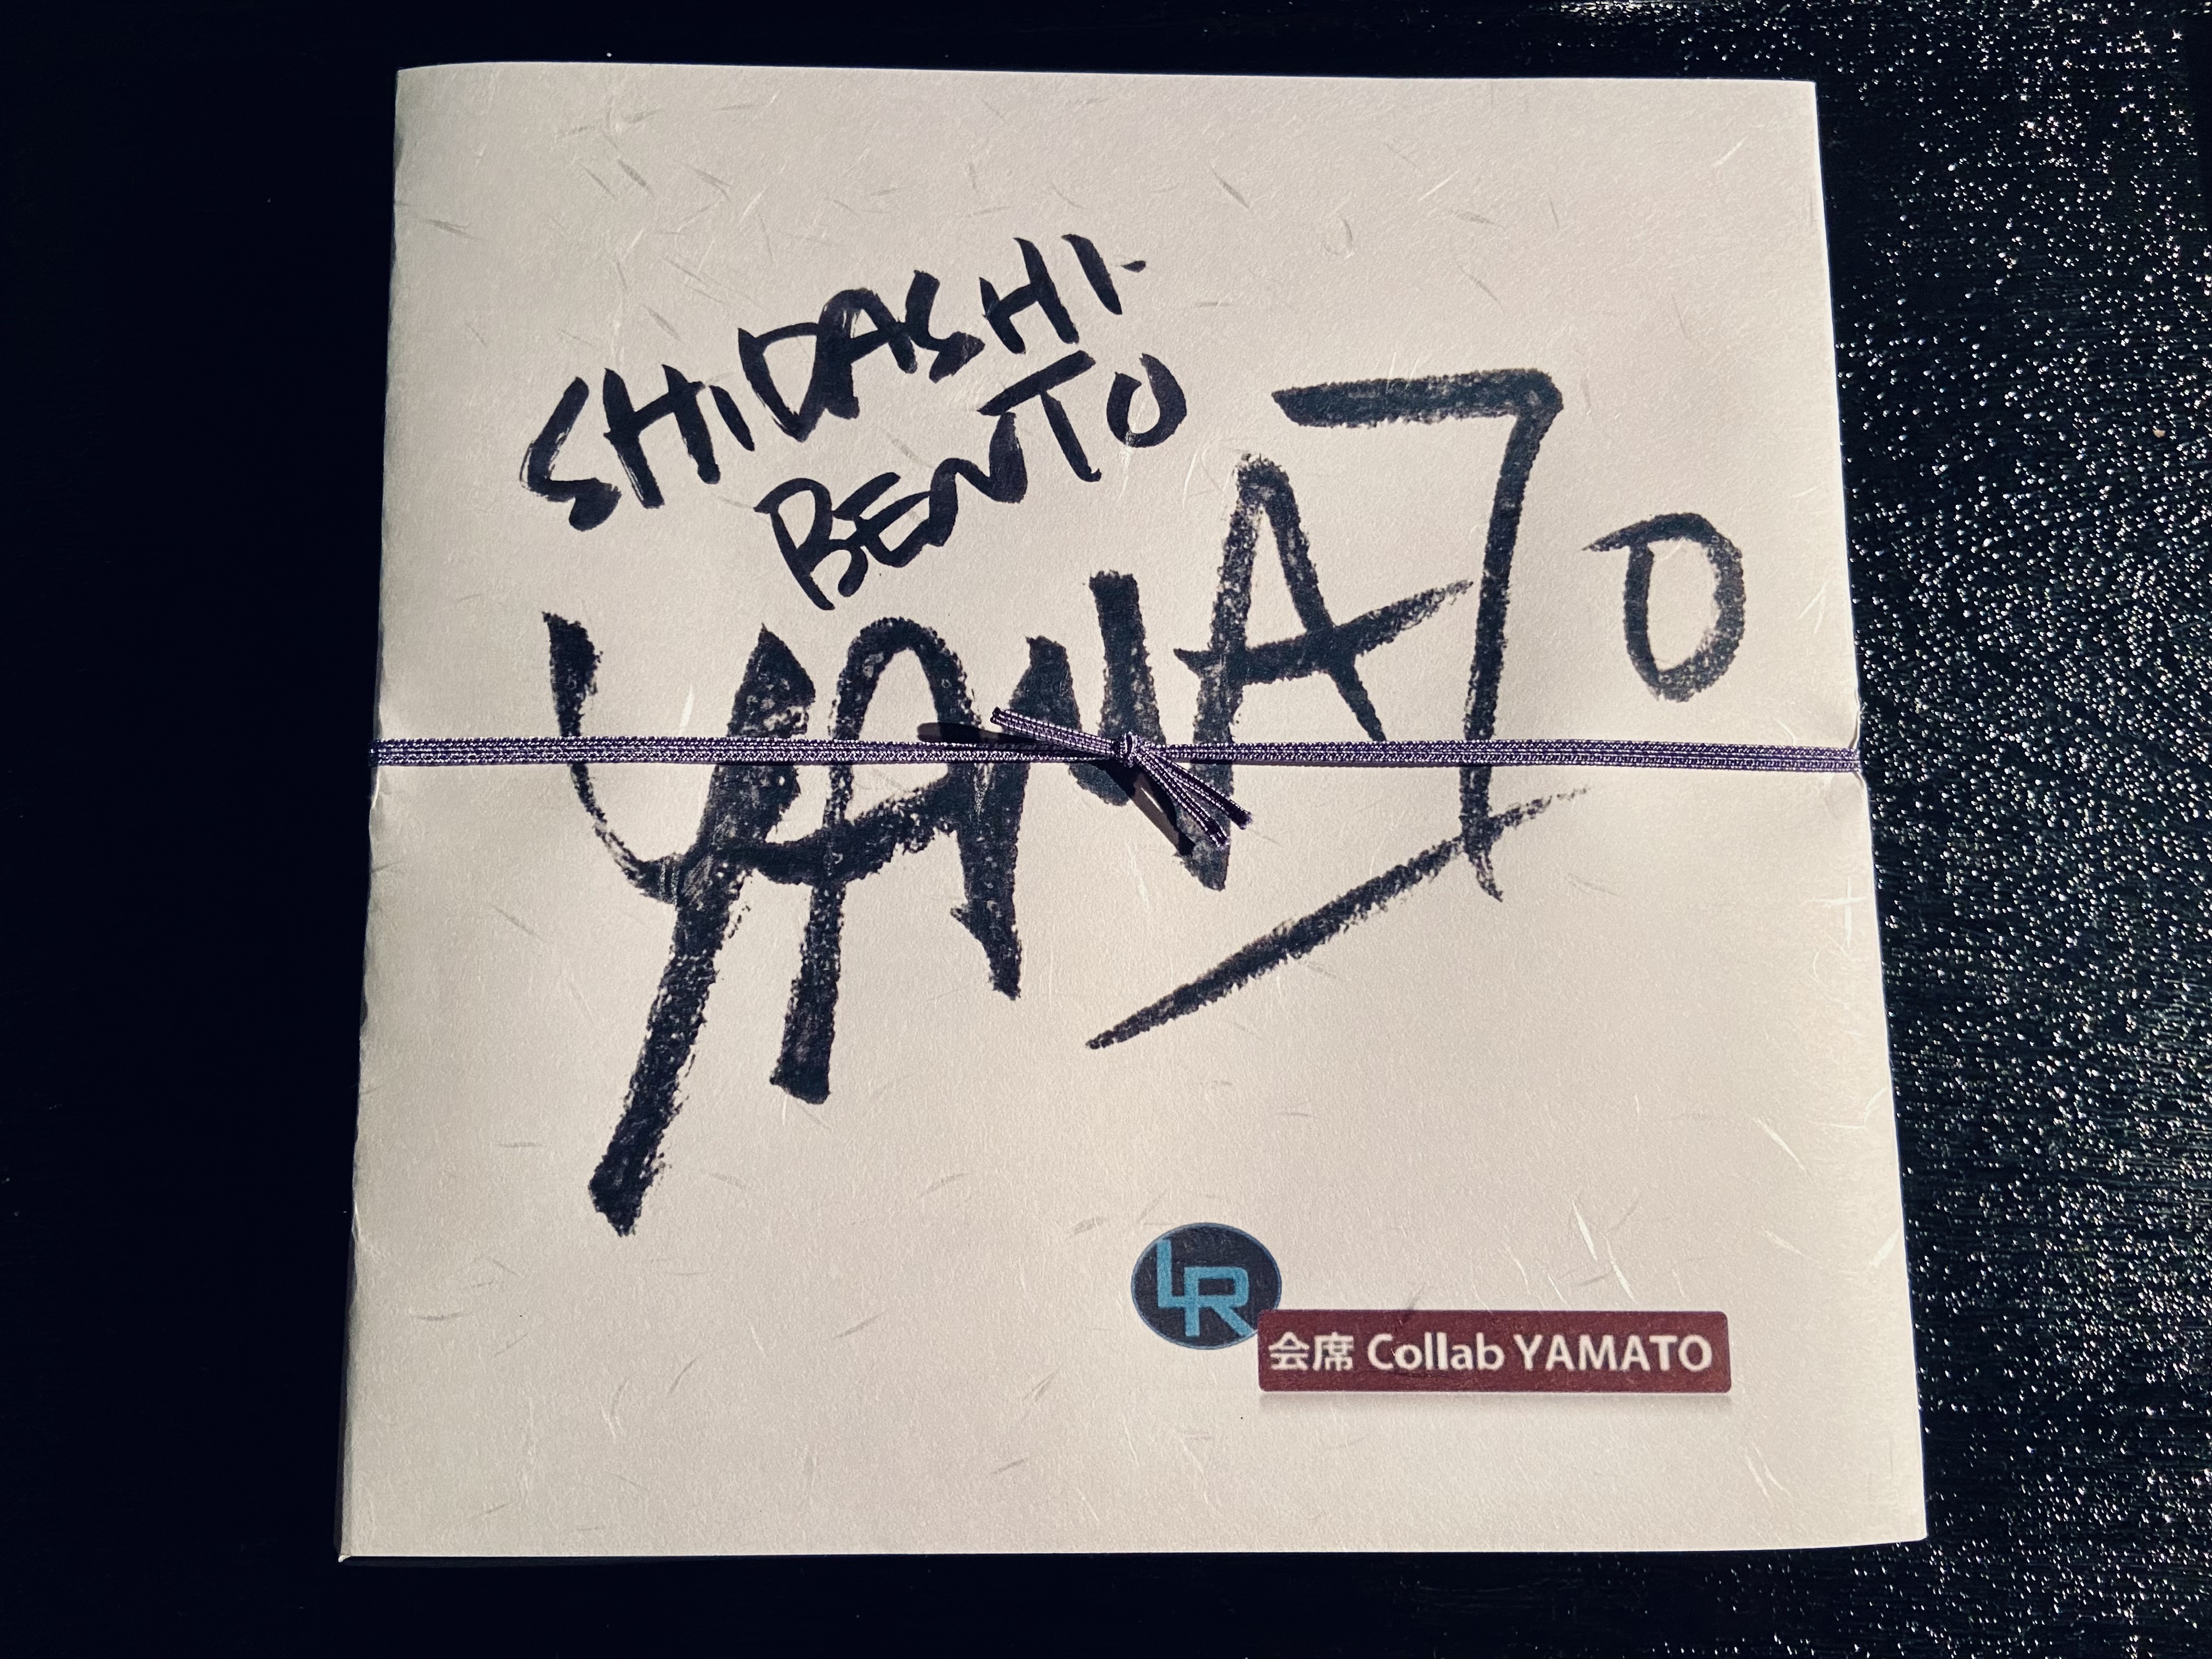 SHIDASHI
BENTO
YAMATO
LR
会席 Collab YAMATO